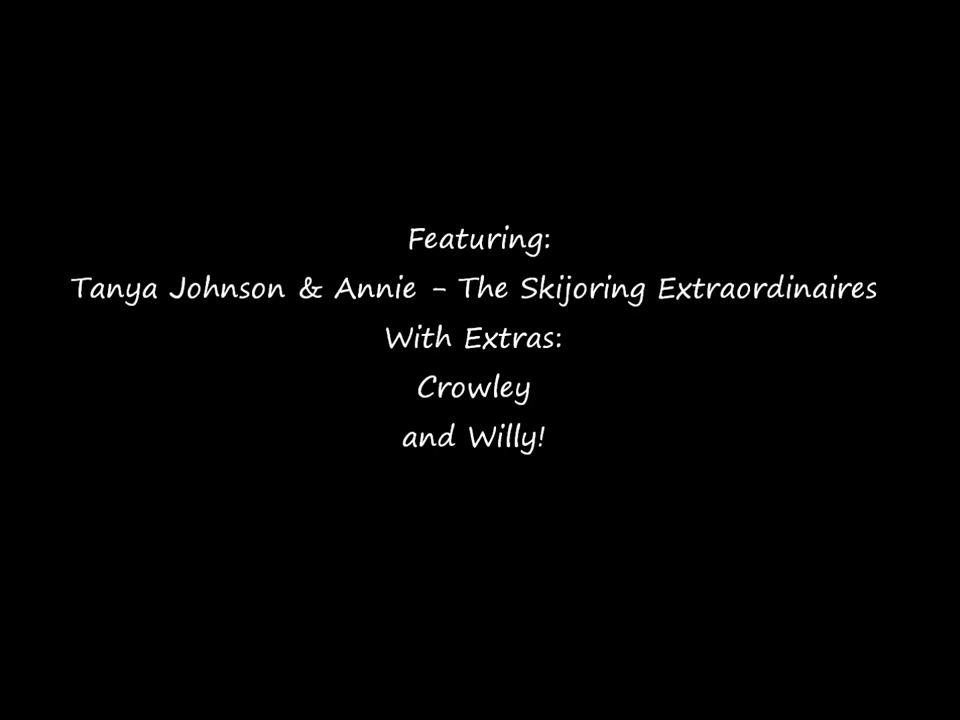 Featuring:
Tanya Johnson & Annie - The Skijoring Extraordinaires
With Extras:
Crowley
and Willy!